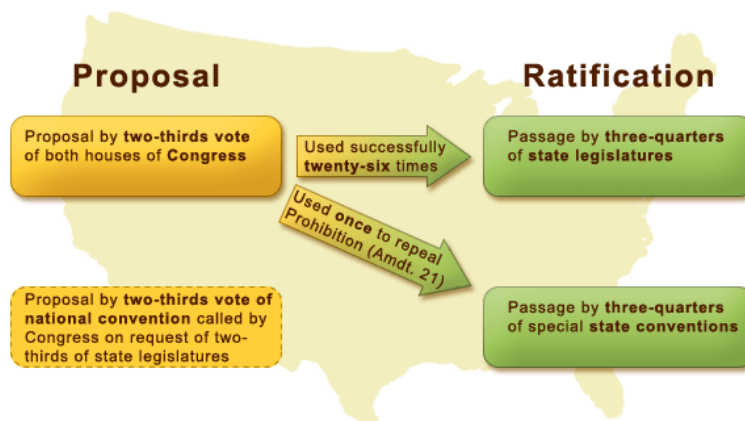 Proposal
Ratification
Proposal by two-thirds vote
of both houses of Congress
Used successfully
twenty-six times
Passage by three-quarters
of state legislatures
Used once to repeal
Prohibition (Amdt. 21)
Proposal by two-thirds vote of
national convention called by
Congress on request of two-
thirds of state legislatures
Passage by three-quarters
of special state conventions